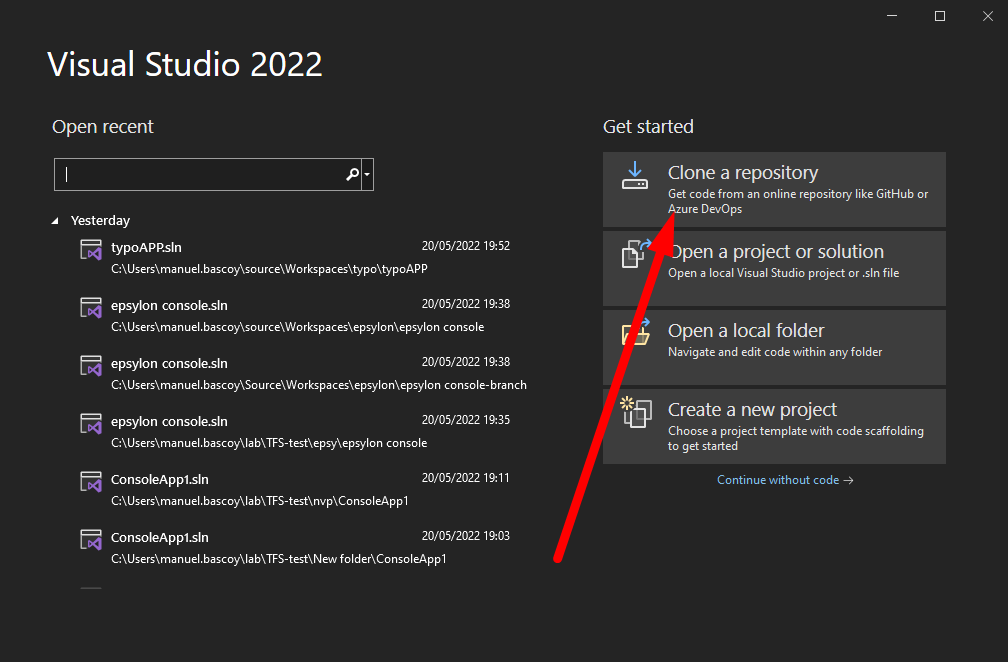 Visual Studio 2022
Open recent
Yesterday
typoAPP.sln 20/05/2022 19:52
C:\Users\manuel.bascoy\source\Workspaces\typo\typoAPP
epsylon console.sln 20/05/2022 19:38
C:\Users\manuel.bascoy\source\Workspaces\epsylon\epsylon console
epsylon console.sln 20/05/2022 19:38
C:\Users\manuel.bascoy\Source\Workspaces\epsylon\epsylon console-branch
epsylon console.sln 20/05/2022 19:35
C:\Users\manuel.bascoy\lab\TFS-test\epsy\epsylon console
ConsoleApp1.sln 20/05/2022 19:11
C:\Users\manuel.bascoy\lab\TFS-test\nvp\ConsoleApp1
ConsoleApp1.sln 20/05/2022 19:03
C:\Users\manuel.bascoy\lab\TFS-test\New folder\ConsoleApp1
Get started
Clone a repository
Get code from an online repository like GitHub or
Azure DevOps
Open a project or solution
Open a local Visual Studio project or .sln file
Open a local folder
Navigate and edit code within any folder
Create a new project
Choose a project template with code scaffolding
to get started
Continue without code →